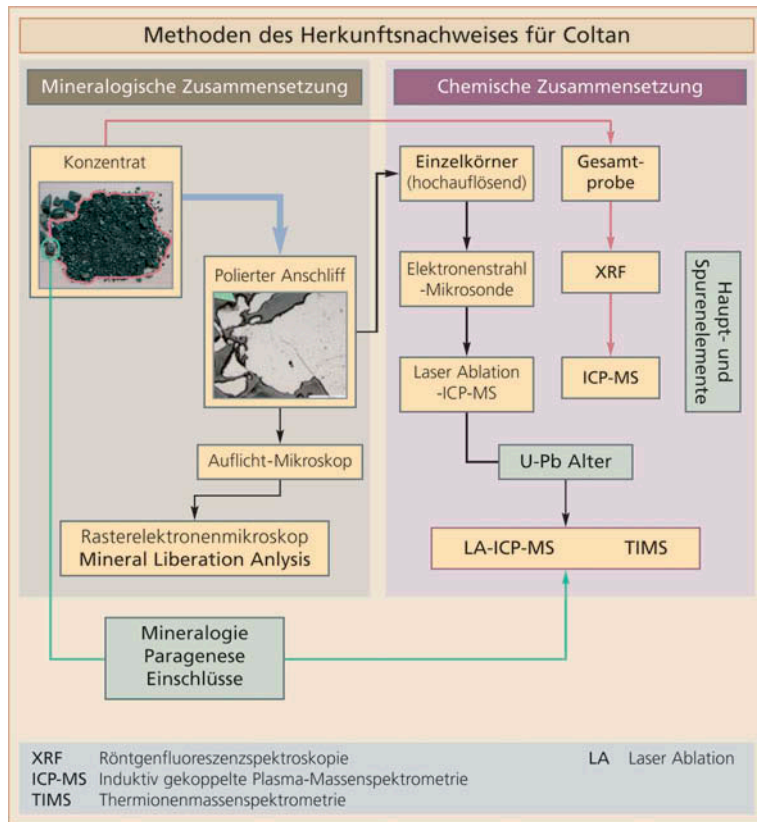 Methoden des Herkunftsnachweises für Coltan
Mineralogische Zusammensetzung
Konzentrat
Polierter Anschliff
Auflicht-Mikroskop
Rasterelektronenmikroskop
Mineral Liberation Anlysis
Chemische Zusammensetzung
Einzelkörner
(hochauflösend)
Gesamt-
probe
Elektronenstrahl
-Mikrosonde
XRF
Laser Ablation
-ICP-MS
ICP-MS
Haupt- und
Spurenelemente
U-Pb Alter
LA-ICP-MS TIMS
Mineralogie
Paragenese
Einschlüsse
XRF Röntgenfluoreszenzspektroskopie
ICP-MS Induktiv gekoppelte Plasma-Massenspektrometrie
TIMS Thermionenmassenspektrometrie
LA Laser Ablation